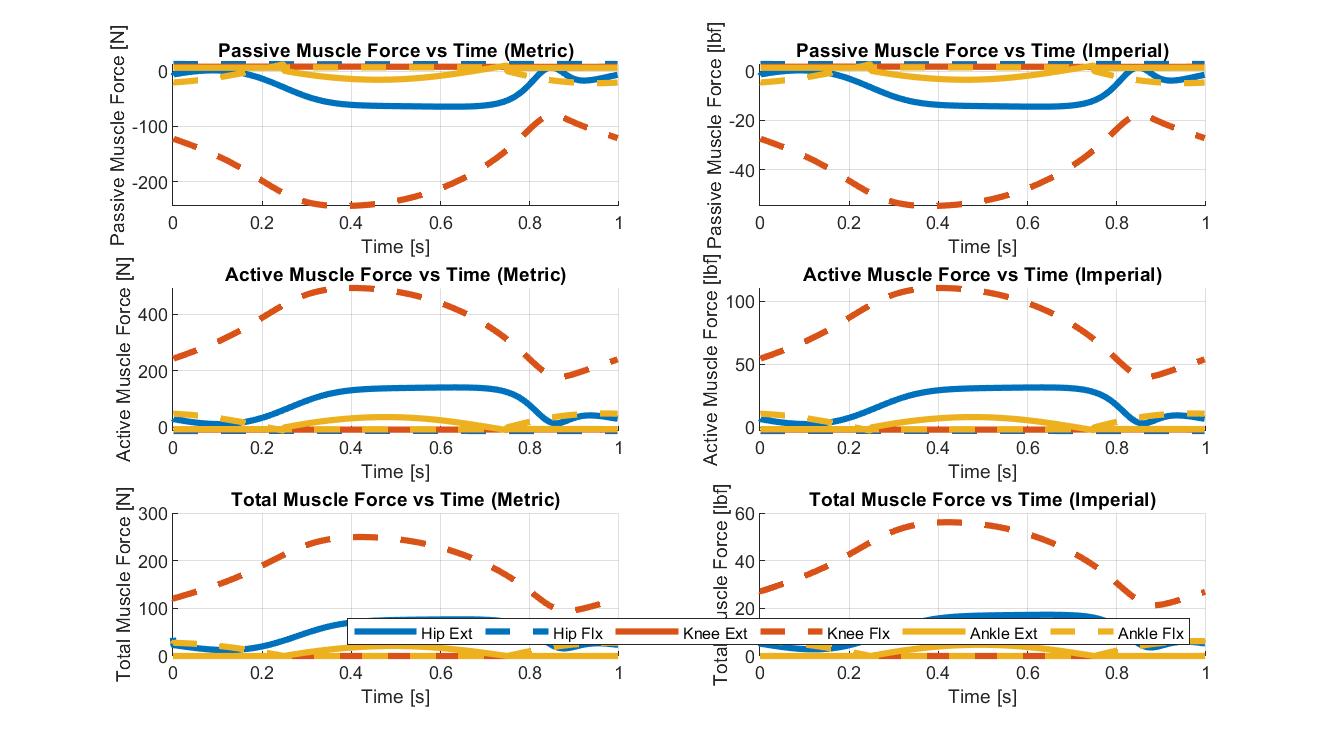 Passive Muscle Force vs Time (Metric)
Passive Muscle Force [N]
0
-100
-200
0 0.2 0.4 0.6 0.8 1
Time [s]
Passive Muscle Force vs Time (Imperial)
Passive Muscle Force [lbf]
0
-20
-40
0 0.2 0.4 0.6 0.8 1
Time [s]
Active Muscle Force vs Time (Metric)
Active Muscle Force [N]
400
200
0
0 0.2 0.4 0.6 0.8 1
Time [s]
Active Muscle Force vs Time (Imperial)
Active Muscle Force [lbf]
100
50
0
0 0.2 0.4 0.6 0.8 1
Time [s]
Total Muscle Force vs Time (Metric)
Total Muscle Force [N]
300
200
100
0
0 0.2 0.4 0.6 0.8 1
Time [s]
Total Muscle Force vs Time (Imperial)
Total Muscle Force [lbf]
60
40
20
0
0 0.2 0.4 0.6 0.8 1
Time [s]
Hip Ext Hip Flx Knee Ext Knee Flx Ankle Ext Ankle Flx